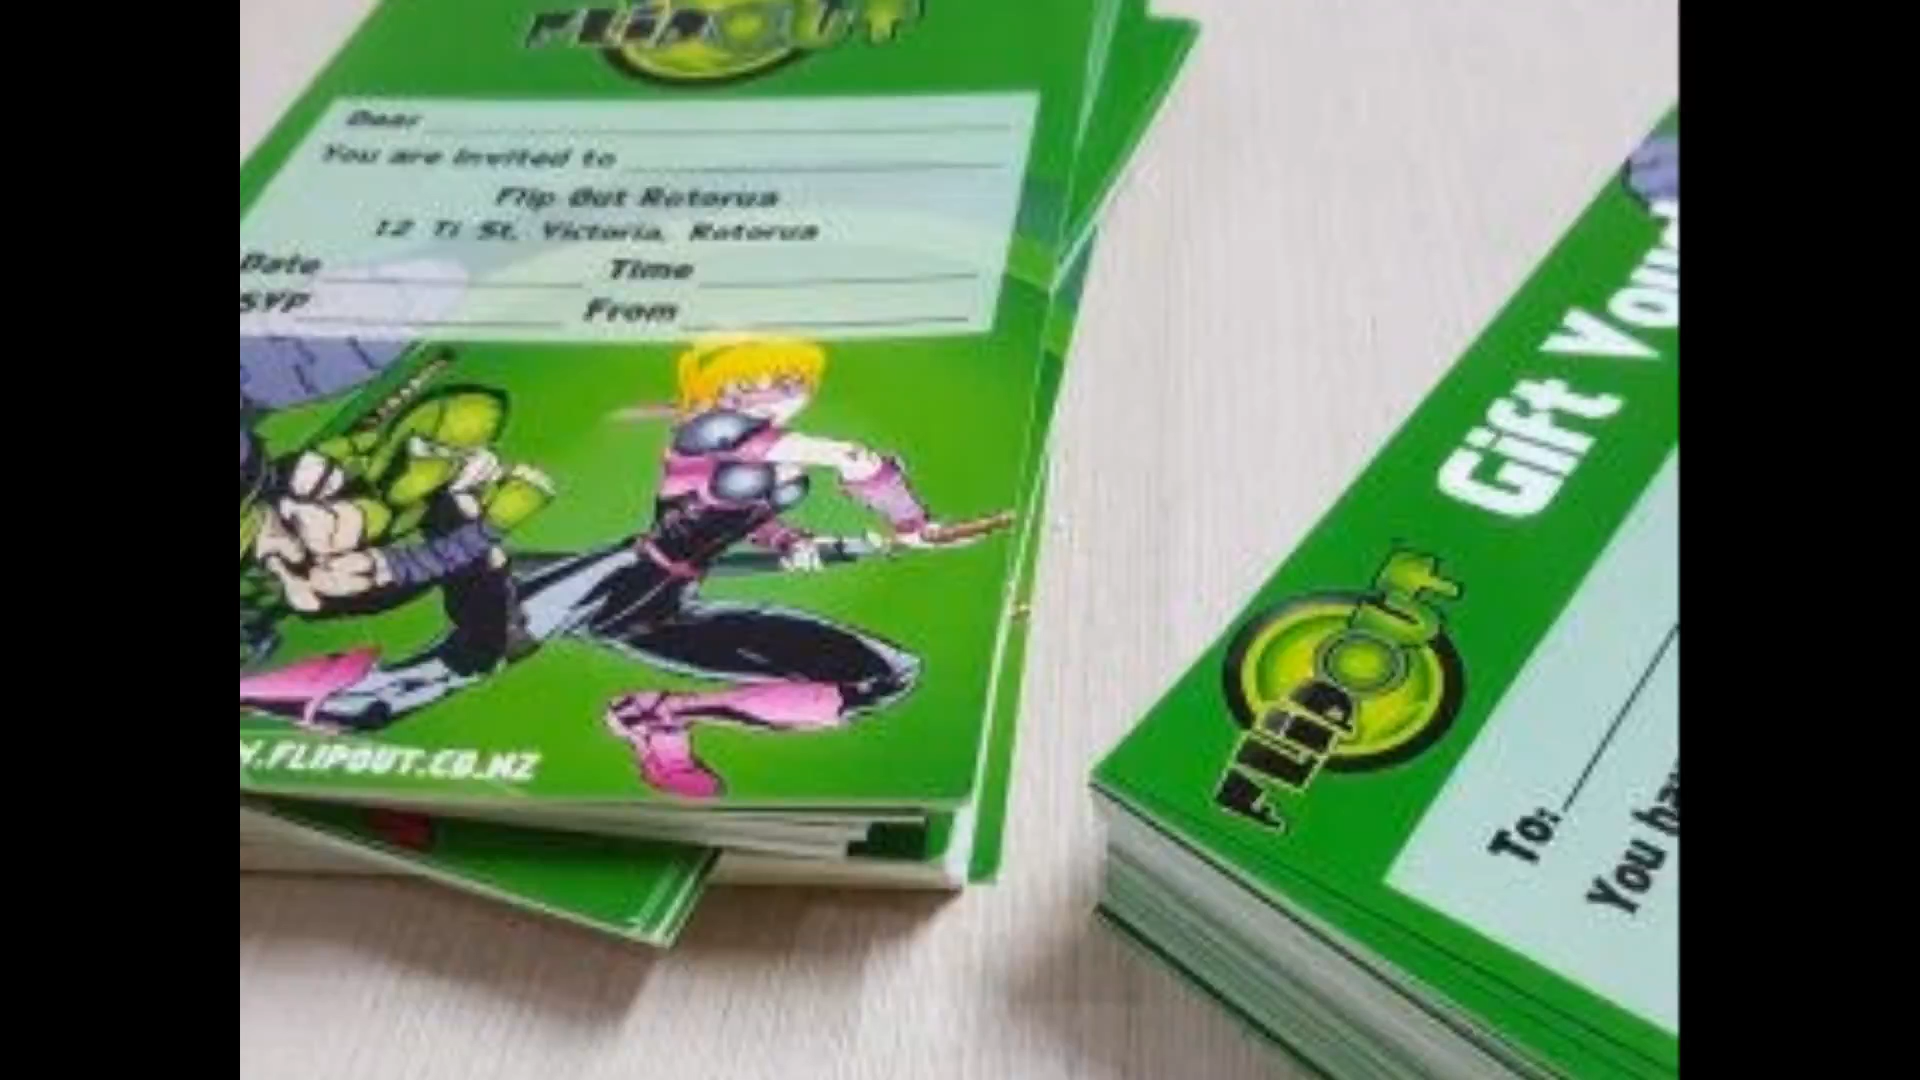 FLiPOUT
Dear
You are invited to
Flip Out Rotorua
12 Ti St, Victoria, Rotorua
Date Time
SVP From
W.FLIPOUT.CO.NZ
Gift
FLiPOUT
To:
You